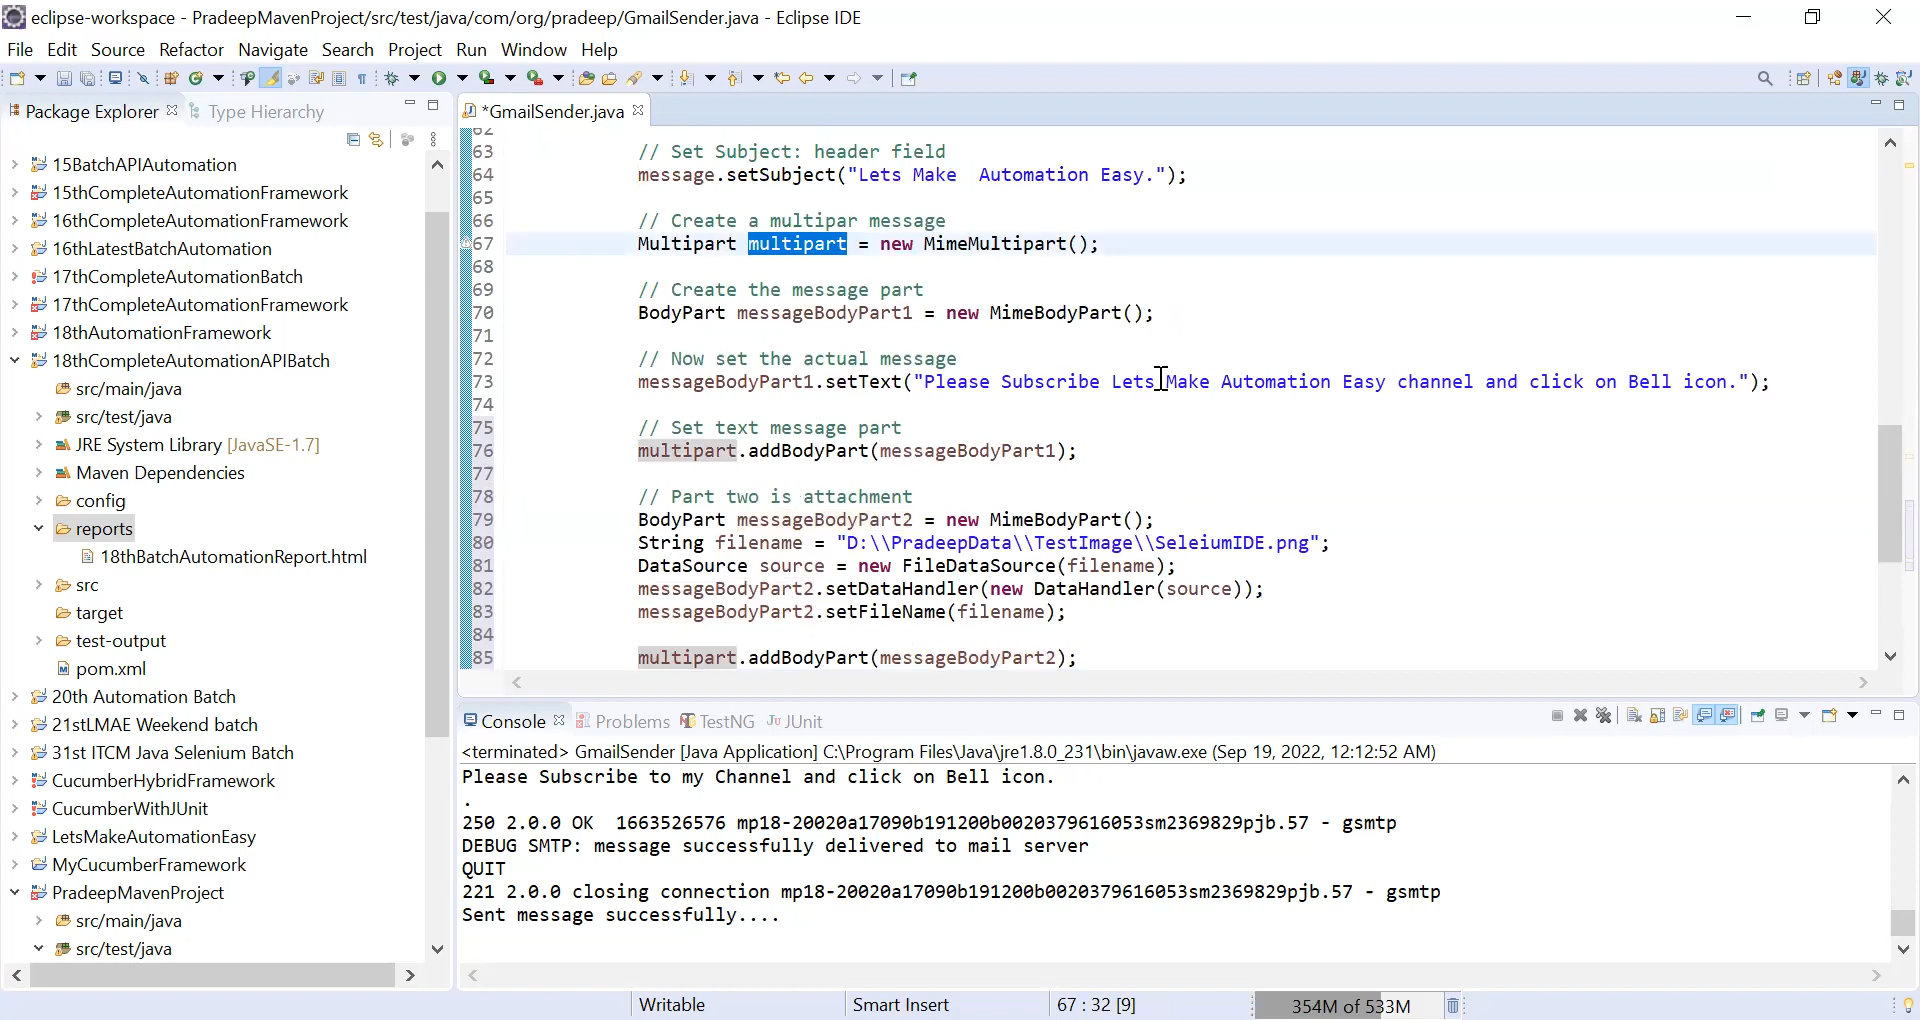 eclipse-workspace - PradeepMavenProject/src/test/java/com/org/pradeep/GmailSender.java - Eclipse IDE
File Edit Source Refactor Navigate Search Project Run Window Help
Package Explorer Type Hierarchy
15BatchAPIAutomation
15thCompleteAutomationFramework
16thCompleteAutomationFramework
16thLatestBatchAutomation
17thCompleteAutomationBatch
17thCompleteAutomationFramework
18thAutomationFramework
18thCompleteAutomationAPIBatch
src/main/java
src/test/java
JRE System Library [JavaSE-1.7]
Maven Dependencies
config
reports
18thBatchAutomationReport.html
src
target
test-output
pom.xml
20th Automation Batch
21stLMAE Weekend batch
31st ITCM Java Selenium Batch
CucumberHybridFramework
CucumberWithJUnit
LetsMakeAutomationEasy
MyCucumberFramework
PradeepMavenProject
src/main/java
src/test/java
*GmailSender.java
62
63 // Set Subject: header field
64 message.setSubject("Lets Make  Automation Easy.");
65
66 // Create a multipar message
67 Multipart multipart = new MimeMultipart();
68
69 // Create the message part
70 BodyPart messageBodyPart1 = new MimeBodyPart();
71
72 // Now set the actual message
73 messageBodyPart1.setText("Please Subscribe Lets Make Automation Easy channel and click on Bell icon.");
74
75 // Set text message part
76 multipart.addBodyPart(messageBodyPart1);
77
78 // Part two is attachment
79 BodyPart messageBodyPart2 = new MimeBodyPart();
80 String filename = "D:\\PradeepData\\TestImage\\SeleiumIDE.png";
81 DataSource source = new FileDataSource(filename);
82 messageBodyPart2.setDataHandler(new DataHandler(source));
83 messageBodyPart2.setFileName(filename);
84
85 multipart.addBodyPart(messageBodyPart2);
Console Problems TestNG JUnit
<terminated> GmailSender [Java Application] C:\Program Files\Java\jre1.8.0_231\bin\javaw.exe (Sep 19, 2022, 12:12:52 AM)
Please Subscribe to my Channel and click on Bell icon.
.
250 2.0.0 OK  1663526576 mp18-20020a17090b191200b0020379616053sm2369829pjb.57 - gsmtp
DEBUG SMTP: message successfully delivered to mail server
QUIT
221 2.0.0 closing connection mp18-20020a17090b191200b0020379616053sm2369829pjb.57 - gsmtp
Sent message successfully....
Writable Smart Insert 67 : 32 [9] 354M of 533M